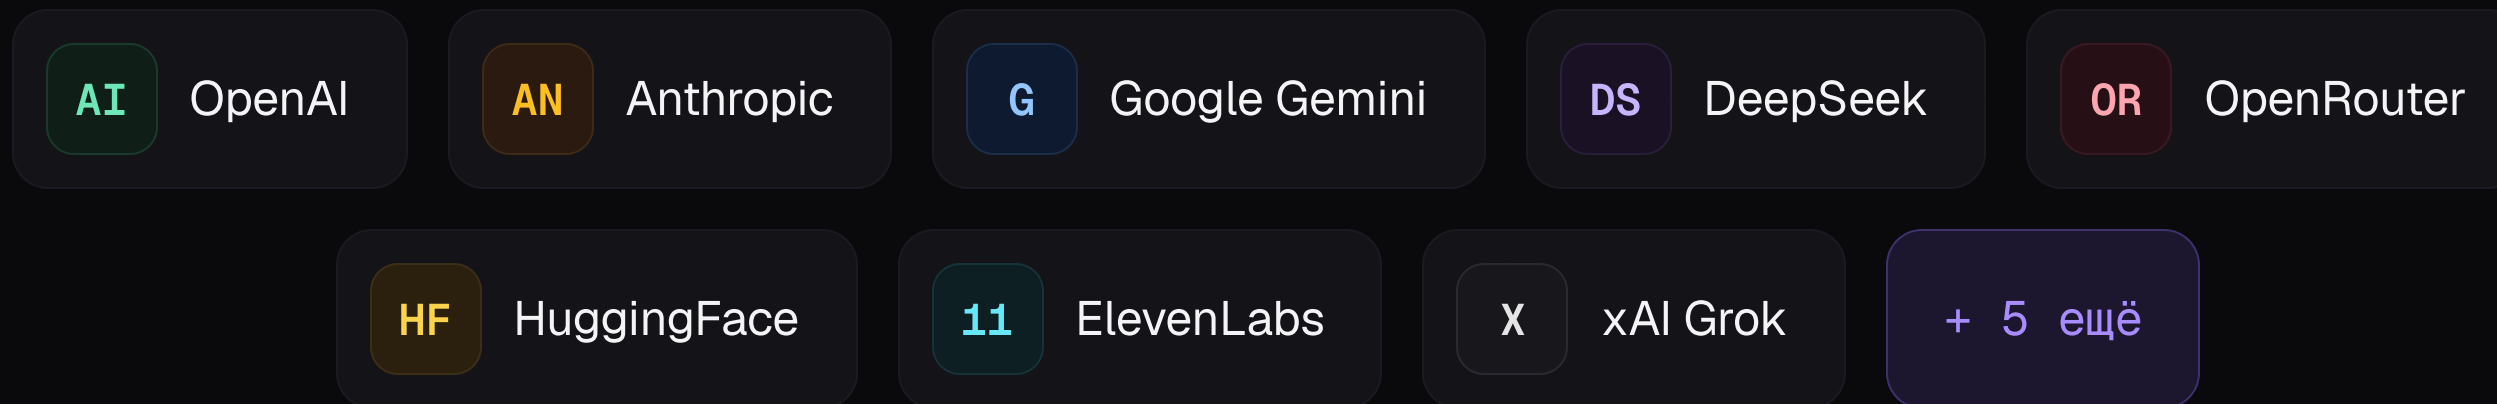 AI OpenAI AN Anthropic G Google Gemini DS DeepSeek OR OpenRouter
HF HuggingFace 11 ElevenLabs X xAI Grok + 5 ещё